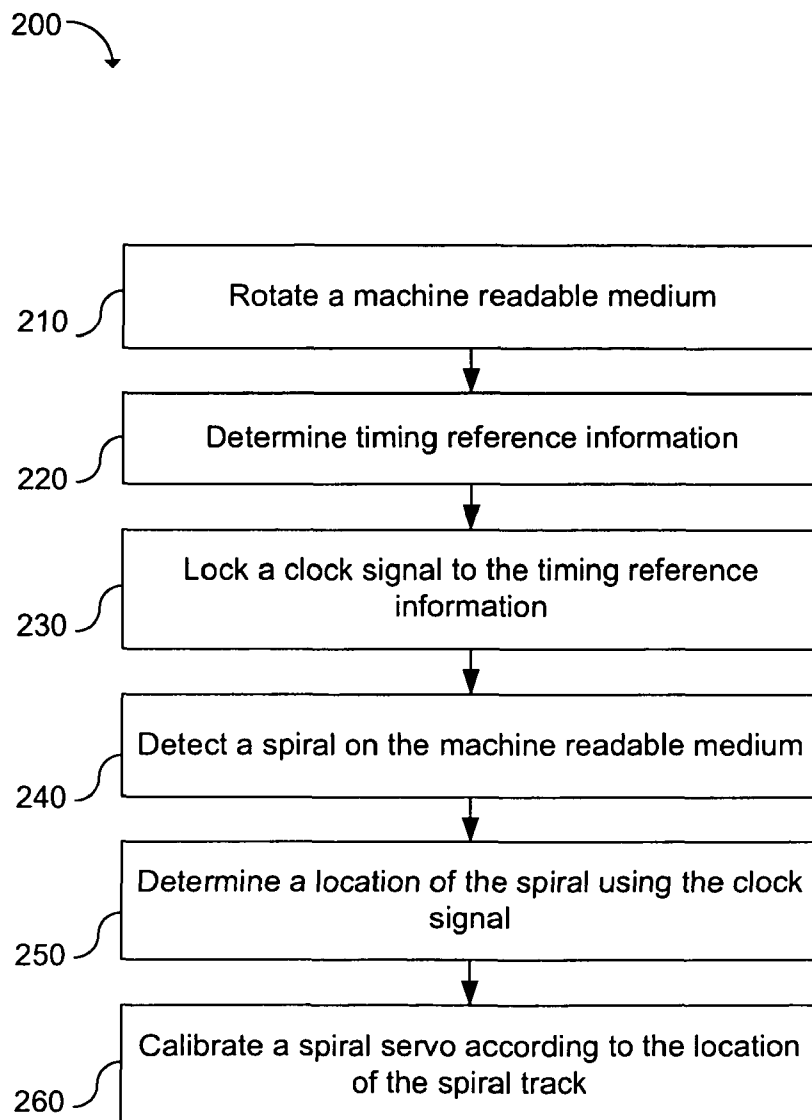 200
Rotate a machine readable medium
210
Determine timing reference information
220
Lock a clock signal to the timing reference
information
230
Detect a spiral on the machine readable medium
240
Determine a location of the spiral using the clock
signal
250
Calibrate a spiral servo according to the location
of the spiral track
260